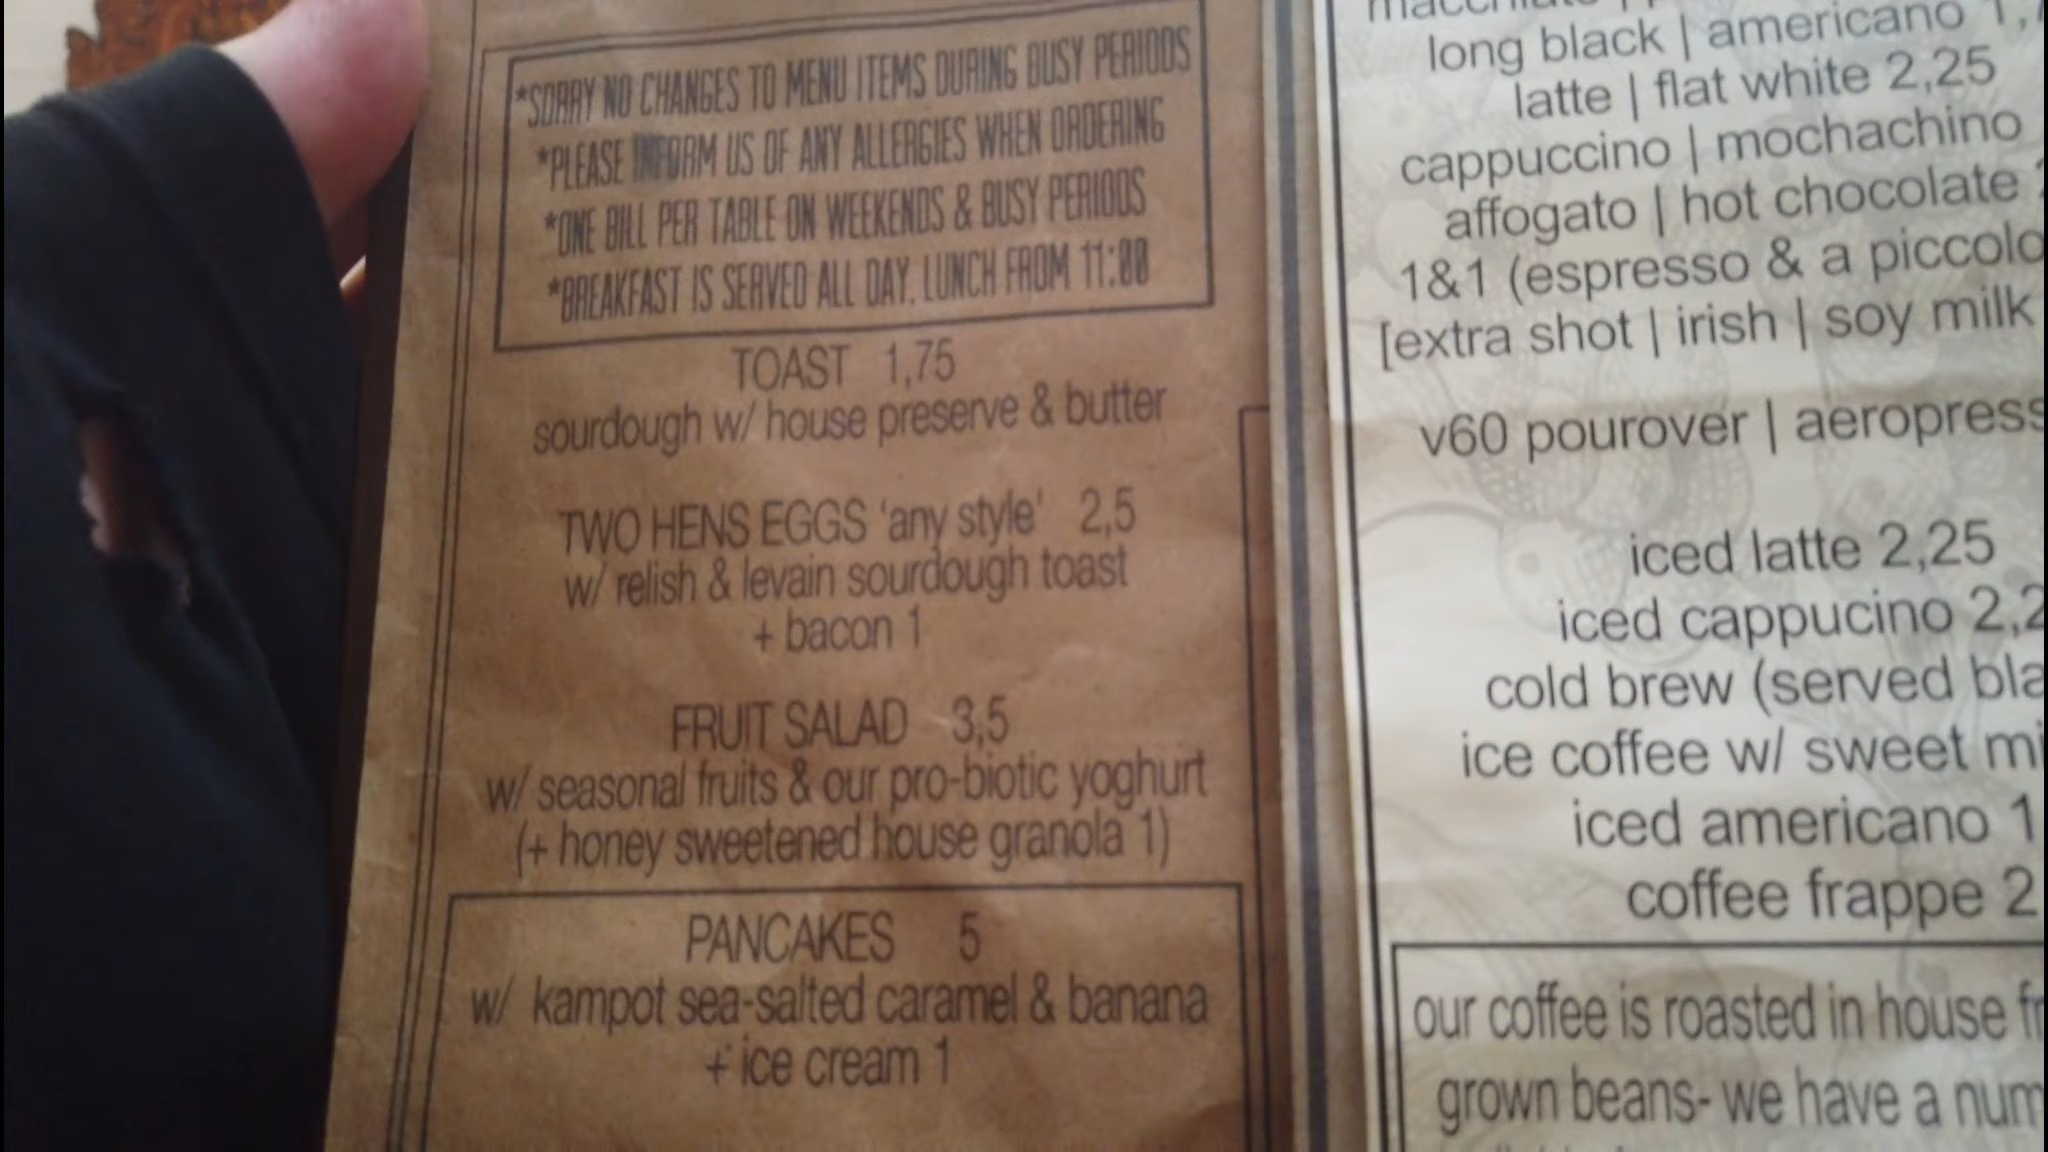 *SORRY NO CHANGES TO MENU ITEMS DURING BUSY PERIODS
*PLEASE INFORM US OF ANY ALLERGIES WHEN ORDERING
*ONE BILL PER TABLE ON WEEKENDS & BUSY PERIODS
*BREAKFAST IS SERVED ALL DAY. LUNCH FROM 11:00
TOAST 1,75
sourdough w/ house preserve & butter
TWO HENS EGGS 'any style' 2,5
w/ relish & levain sourdough toast
+ bacon 1
FRUIT SALAD 3,5
w/ seasonal fruits & our pro-biotic yoghurt
(+ honey sweetened house granola 1)
PANCAKES 5
w/ kampot sea-salted caramel & banana
+ ice cream 1
long black | americano
latte | flat white 2,25
cappuccino | mochachino
affogato | hot chocolate
1&1 (espresso & a piccolo
[extra shot | irish | soy milk
v60 pourover | aeropress
iced latte 2,25
iced cappucino
cold brew (served
ice coffee w/ sweet
iced americano
coffee frappe
our coffee is roasted in house
grown beans- we have a